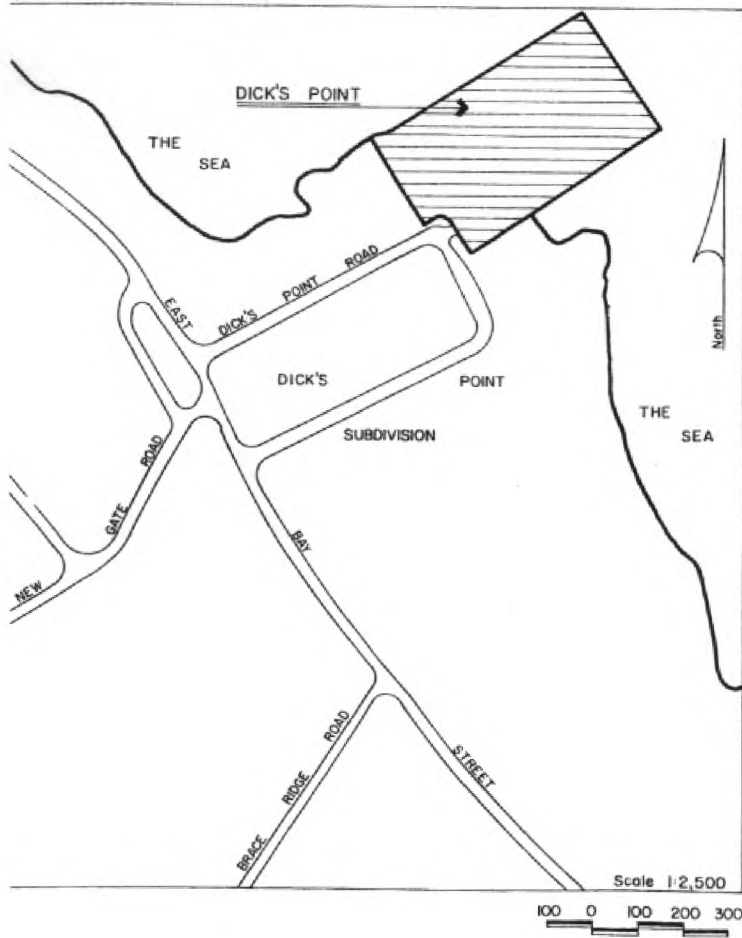 DICK'S POINT
THE
SEA
EAST
DICK'S POINT ROAD
North
DICK'S POINT
THE
SEA
SUBDIVISION
NEW GATE ROAD
BAY
STREET
BRACE RIDGE ROAD
Scale 1:2,500
100 0 100 200 300